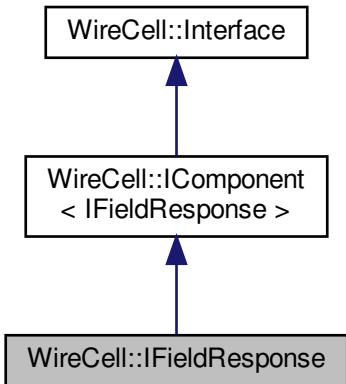 WireCell::Interface
WireCell::IComponent
< IFieldResponse >
WireCell::IFieldResponse